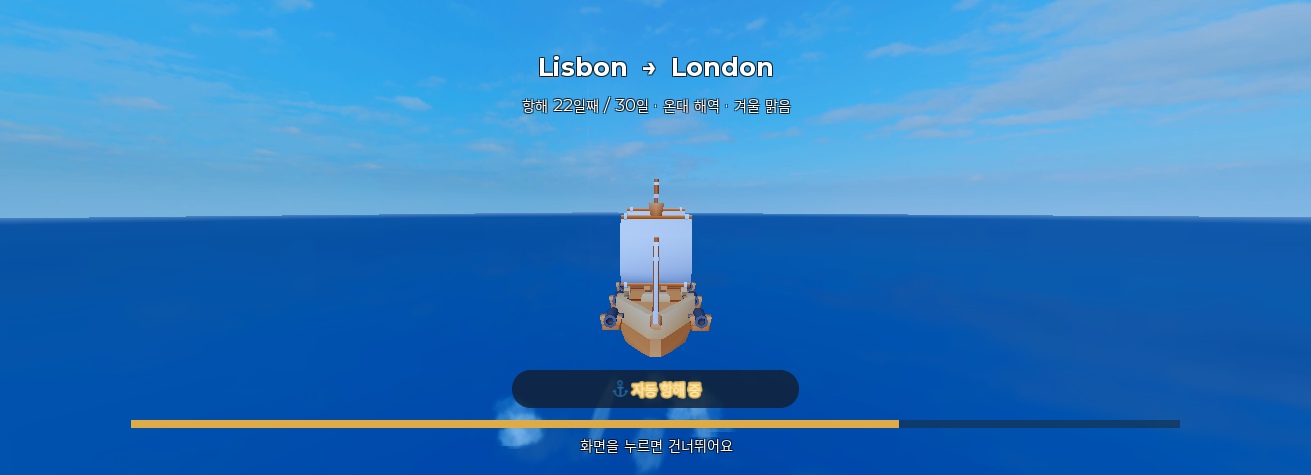 Lisbon → London
항해 22일째 / 30일 · 온대 해역 · 겨울 맑음
⚓ 자동 항해 중
화면을 누르면 건너뛰어요